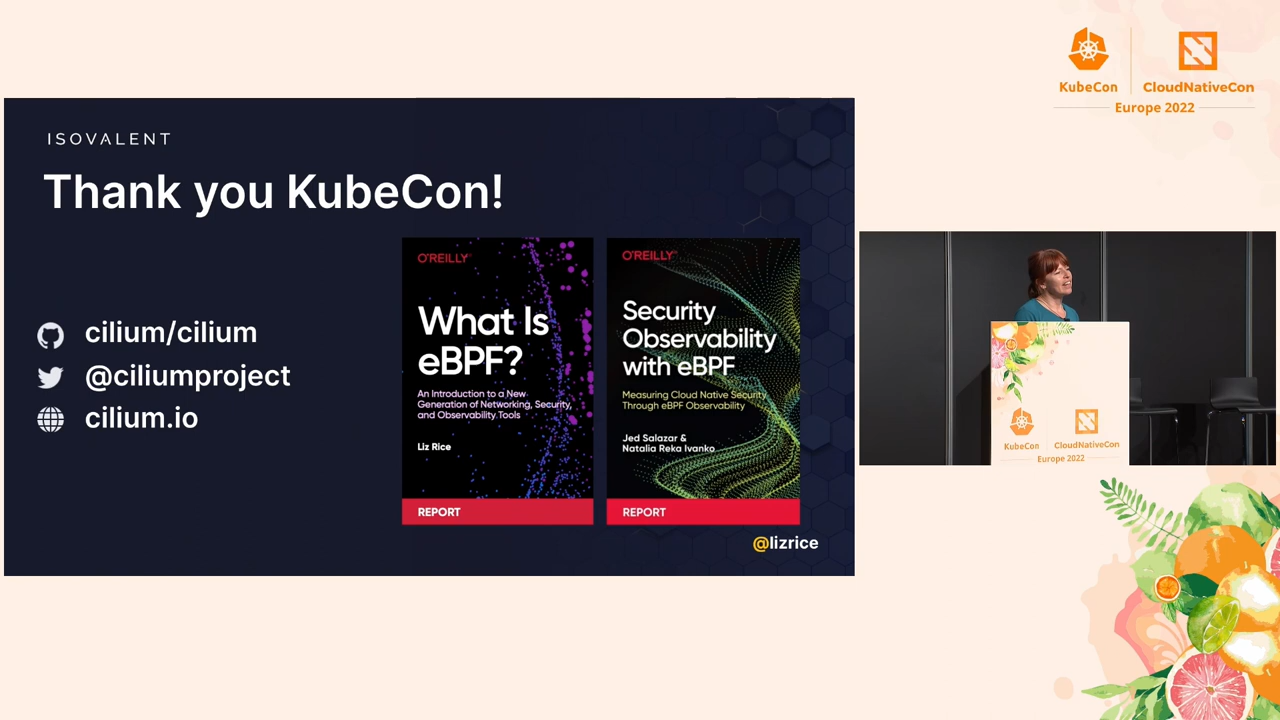 KubeCon
CloudNativeCon
Europe 2022
ISOVALENT
Thank you KubeCon!
cilium/cilium
@ciliumproject
cilium.io
O'REILLY
What Is
eBPF?
An Introduction to a New
Generation of Networking, Security,
and Observability Tools
Liz Rice
REPORT
O'REILLY
Security
Observability
with eBPF
Measuring Cloud Native Security
Through eBPF Observability
Jed Salazar &
Natalia Reka Ivanko
REPORT
@lizrice
KubeCon
CloudNativeCon
Europe 2022